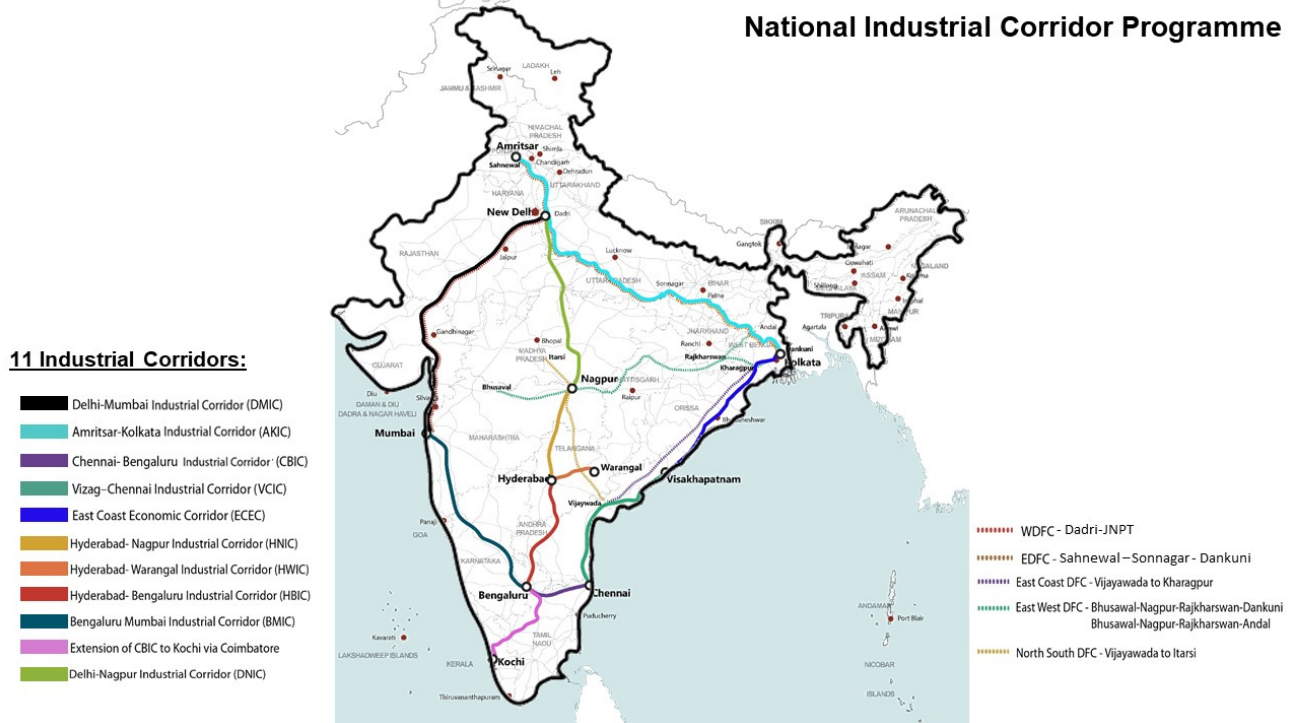 National Industrial Corridor Programme
LADAKH
Srinagar
Leh
JAMMU & KASHMIR
HIMACHAL
PRADESH
Amritsar
Shimla
Sahnewal
Chandigarh
Dehradun
UTTARAKHAND
HARYANA
New Delhi
Dadri
ARUNACHAL
PRADESH
SIKKIM
Gangtok
RAJASTHAN
Jaipur
Lucknow
UTTAR PRADESH
Guwahati
ASSAM
NAGALAND
Kohima
Shillong
MEGHALAYA
Sonnagar
BIHAR
Patna
MANIPUR
TRIPURA
Agartala
MIZORAM
Gandhinagar
JHARKHAND
Andal
WEST BENGAL
Ranchi
Bhopal
MADHYA
PRADESH
Itarsi
Rajkharswan
Dankuni
Kolkata
Kharagpur
GUJARAT
11 Industrial Corridors:
Nagpur
Bhusaval
Raipur
Diu
DAMAN & DIU
DADRA & NAGAR HAVELI
ORISSA
Bhubaneshwar
Mumbai
MAHARASHTRA
TELANGANA
Warangal
Hyderabad
Visakhapatnam
Vijaywada
Panaji
GOA
ANDHRA
PRADESH
KARNATAKA
Bengaluru
Chennai
Puducherry
TAMIL
NADU
Kavarati
LAKSHADWEEP ISLANDS
KERALA
Kochi
Thiruvananthapuram
ANDAMAN
Port Blair
NICOBAR
ISLANDS
Delhi-Mumbai Industrial Corridor (DMIC)
Amritsar-Kolkata Industrial Corridor (AKIC)
Chennai- Bengaluru Industrial Corridor (CBIC)
Vizag-Chennai Industrial Corridor (VCIC)
East Coast Economic Corridor (ECEC)
Hyderabad- Nagpur Industrial Corridor (HNIC)
Hyderabad- Warangal Industrial Corridor (HWIC)
Hyderabad- Bengaluru Industrial Corridor (HBIC)
Bengaluru Mumbai Industrial Corridor (BMIC)
Extension of CBIC to Kochi via Coimbatore
Delhi-Nagpur Industrial Corridor (DNIC)
WDFC - Dadri-JNPT
EDFC - Sahnewal–Sonnagar - Dankuni
East Coast DFC - Vijayawada to Kharagpur
East West DFC - Bhusawal-Nagpur-Rajkharswan-Dankuni
Bhusawal-Nagpur-Rajkharswan-Andal
North South DFC - Vijayawada to Itarsi